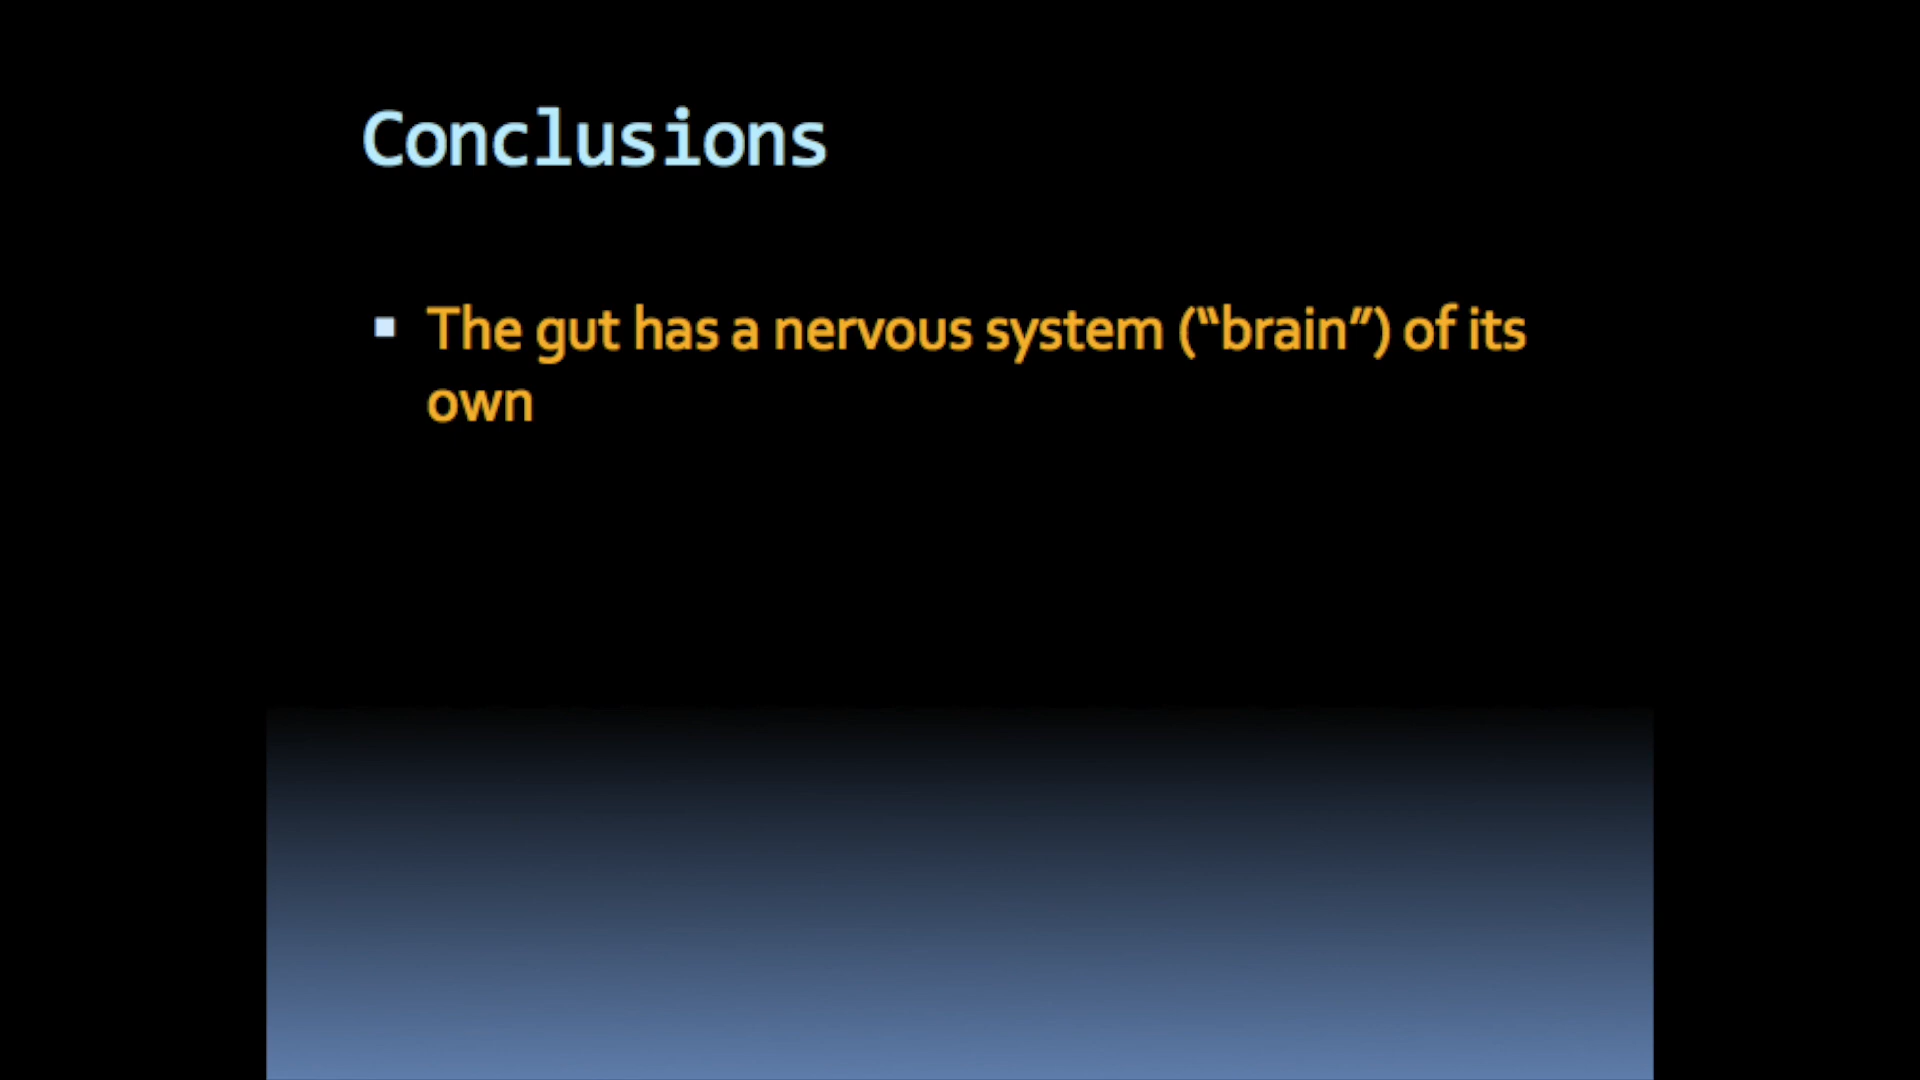 Conclusions
▪ The gut has a nervous system (“brain”) of its
own